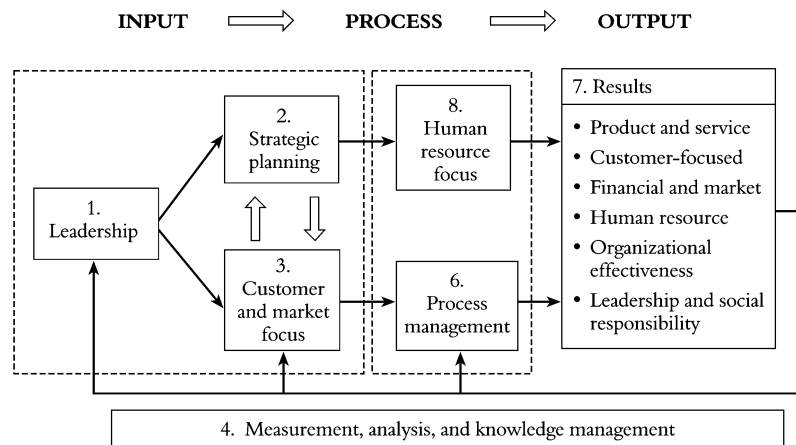 INPUT PROCESS OUTPUT
1.
Leadership
2.
Strategic
planning
3.
Customer
and market
focus
8.
Human
resource
focus
6.
Process
management
7. Results
• Product and service
• Customer-focused
• Financial and market
• Human resource
• Organizational
effectiveness
• Leadership and social
responsibility
4. Measurement, analysis, and knowledge management